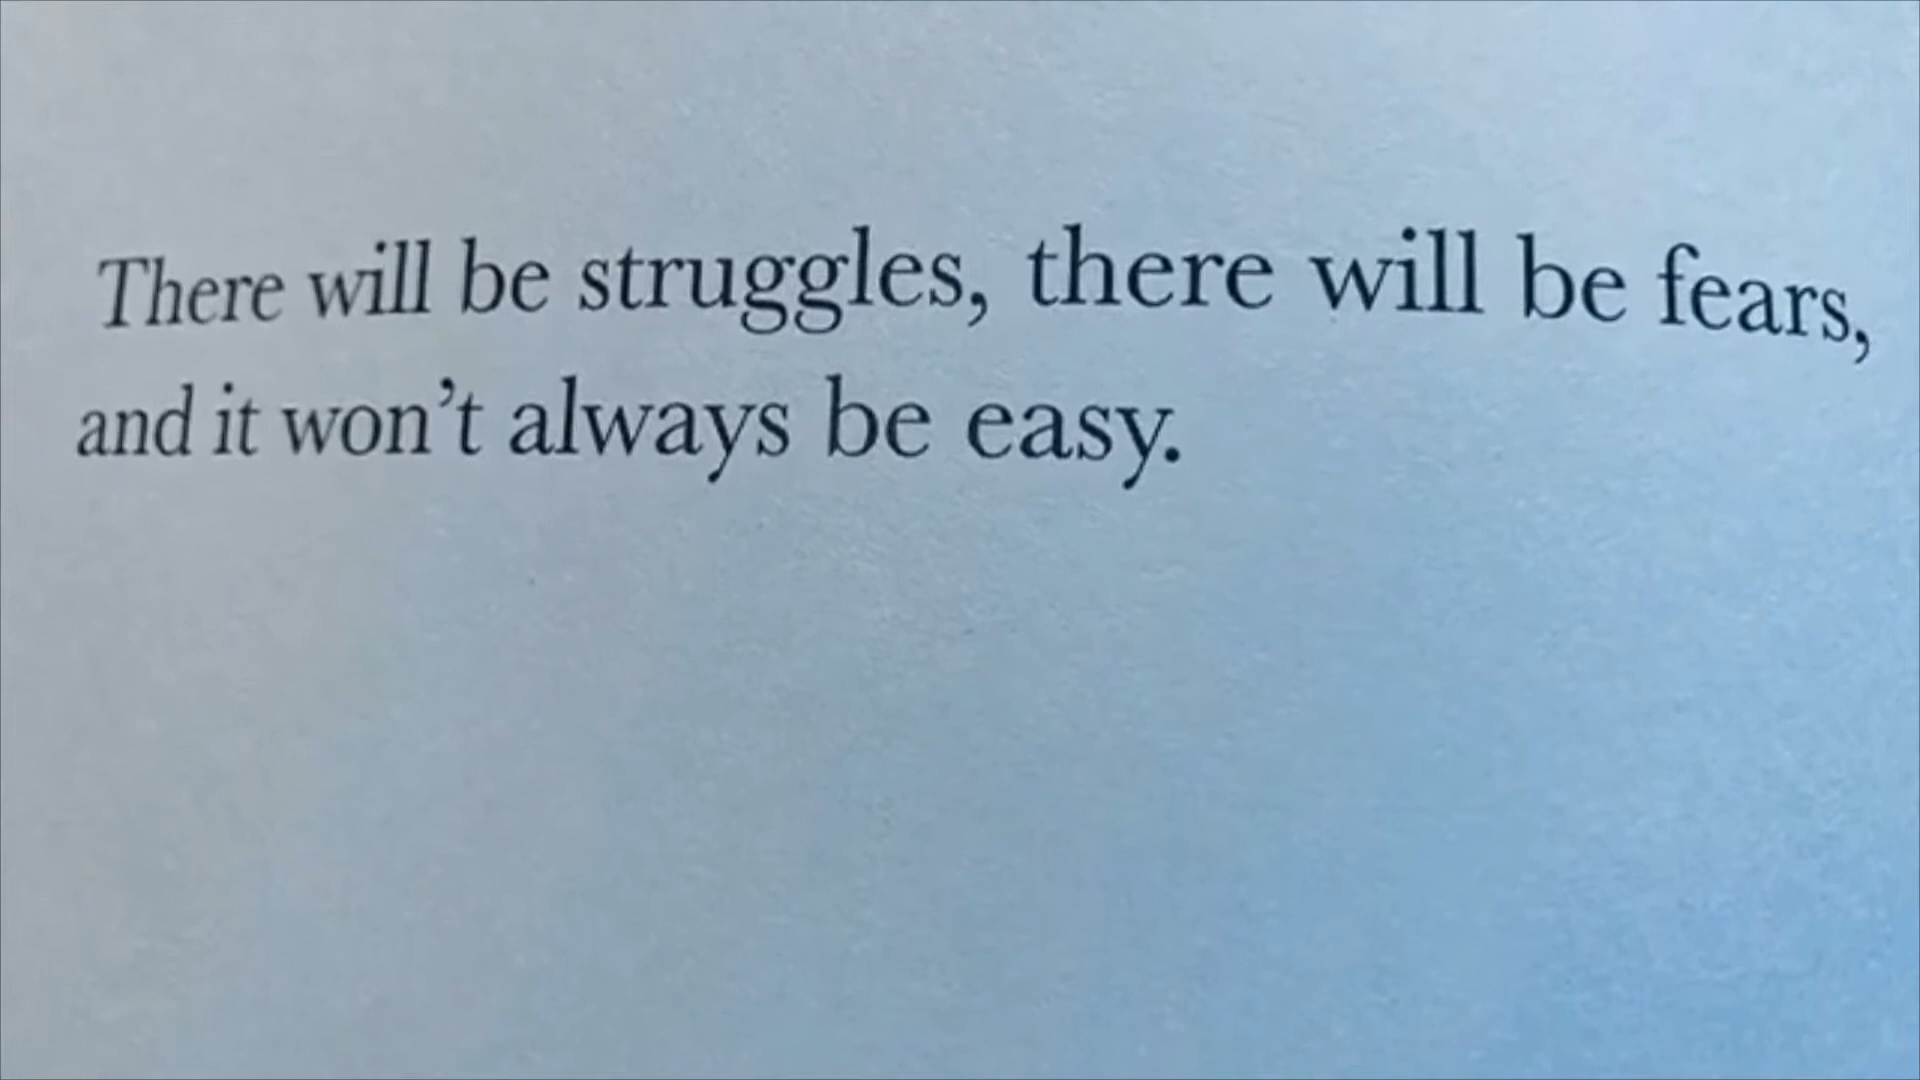 There will be struggles, there will be fears,
and it won’t always be easy.